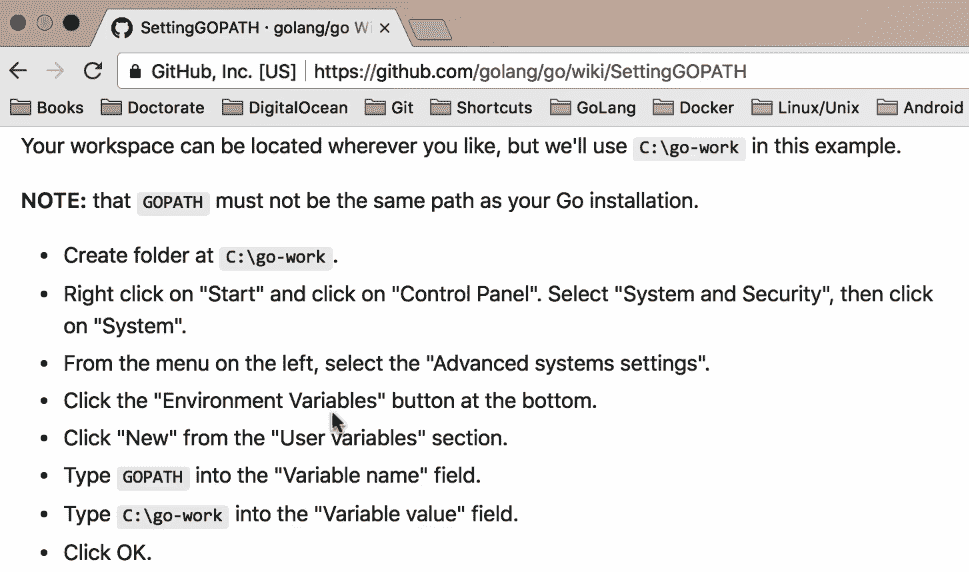 SettingGOPATH · golang/go Wi
GitHub, Inc. [US] https://github.com/golang/go/wiki/SettingGOPATH
Books Doctorate DigitalOcean Git Shortcuts GoLang Docker Linux/Unix Android
Your workspace can be located wherever you like, but we'll use C:\go-work in this example.
NOTE: that GOPATH must not be the same path as your Go installation.
• Create folder at C:\go-work.
• Right click on "Start" and click on "Control Panel". Select "System and Security", then click
on "System".
• From the menu on the left, select the "Advanced systems settings".
• Click the "Environment Variables" button at the bottom.
• Click "New" from the "User variables" section.
• Type GOPATH into the "Variable name" field.
• Type C:\go-work into the "Variable value" field.
• Click OK.